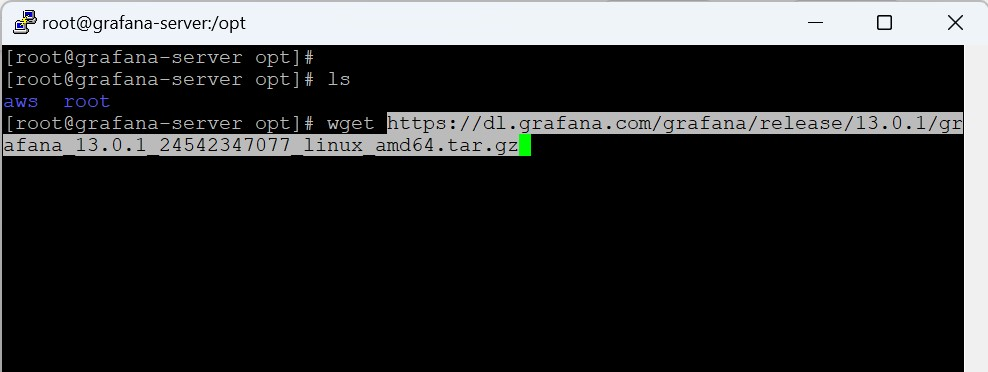 root@grafana-server:/opt
[root@grafana-server opt]#
[root@grafana-server opt]# ls
aws  root
[root@grafana-server opt]# wget https://dl.grafana.com/grafana/release/13.0.1/gr
afana_13.0.1_24542347077_linux_amd64.tar.gz